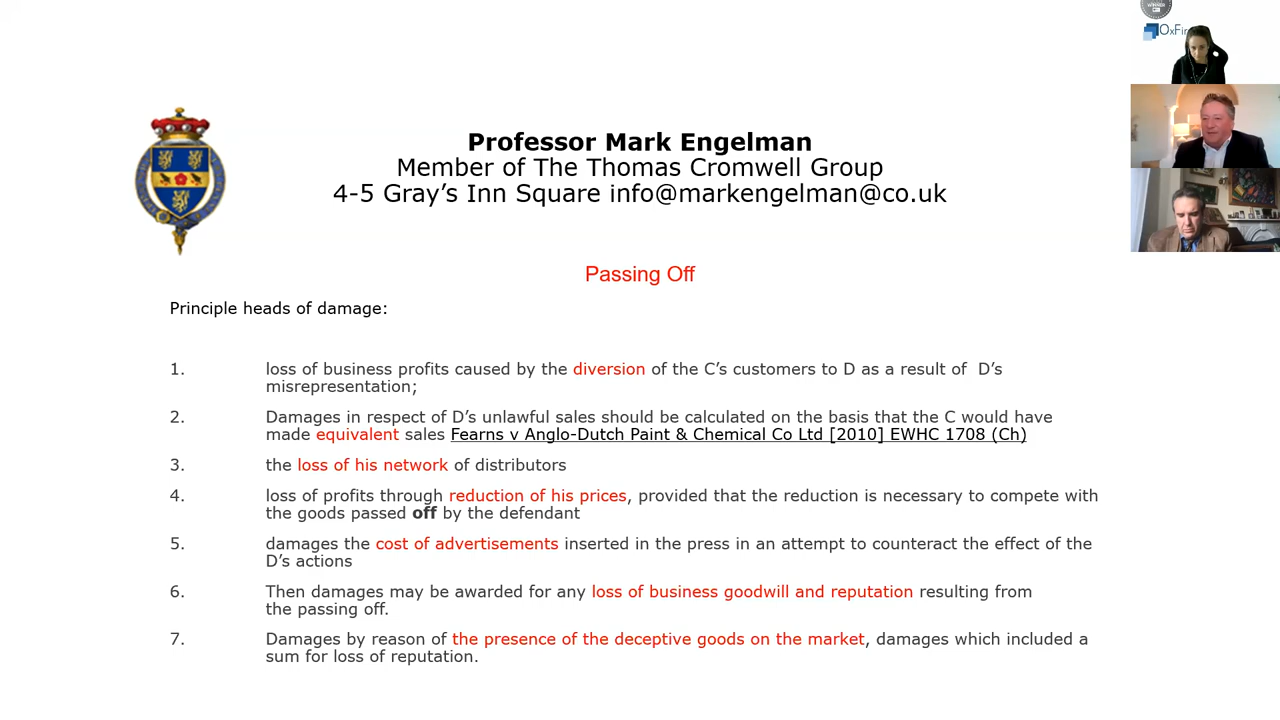 WINNER
OxFir
Professor Mark Engelman
Member of The Thomas Cromwell Group
4-5 Gray’s Inn Square info@markengelman@co.uk
Passing Off
Principle heads of damage:
1. loss of business profits caused by the diversion of the C’s customers to D as a result of D’s
misrepresentation;
2. Damages in respect of D’s unlawful sales should be calculated on the basis that the C would have
made equivalent sales Fearns v Anglo-Dutch Paint & Chemical Co Ltd [2010] EWHC 1708 (Ch)
3. the loss of his network of distributors
4. loss of profits through reduction of his prices, provided that the reduction is necessary to compete with
the goods passed off by the defendant
5. damages the cost of advertisements inserted in the press in an attempt to counteract the effect of the
D’s actions
6. Then damages may be awarded for any loss of business goodwill and reputation resulting from
the passing off.
7. Damages by reason of the presence of the deceptive goods on the market, damages which included a
sum for loss of reputation.